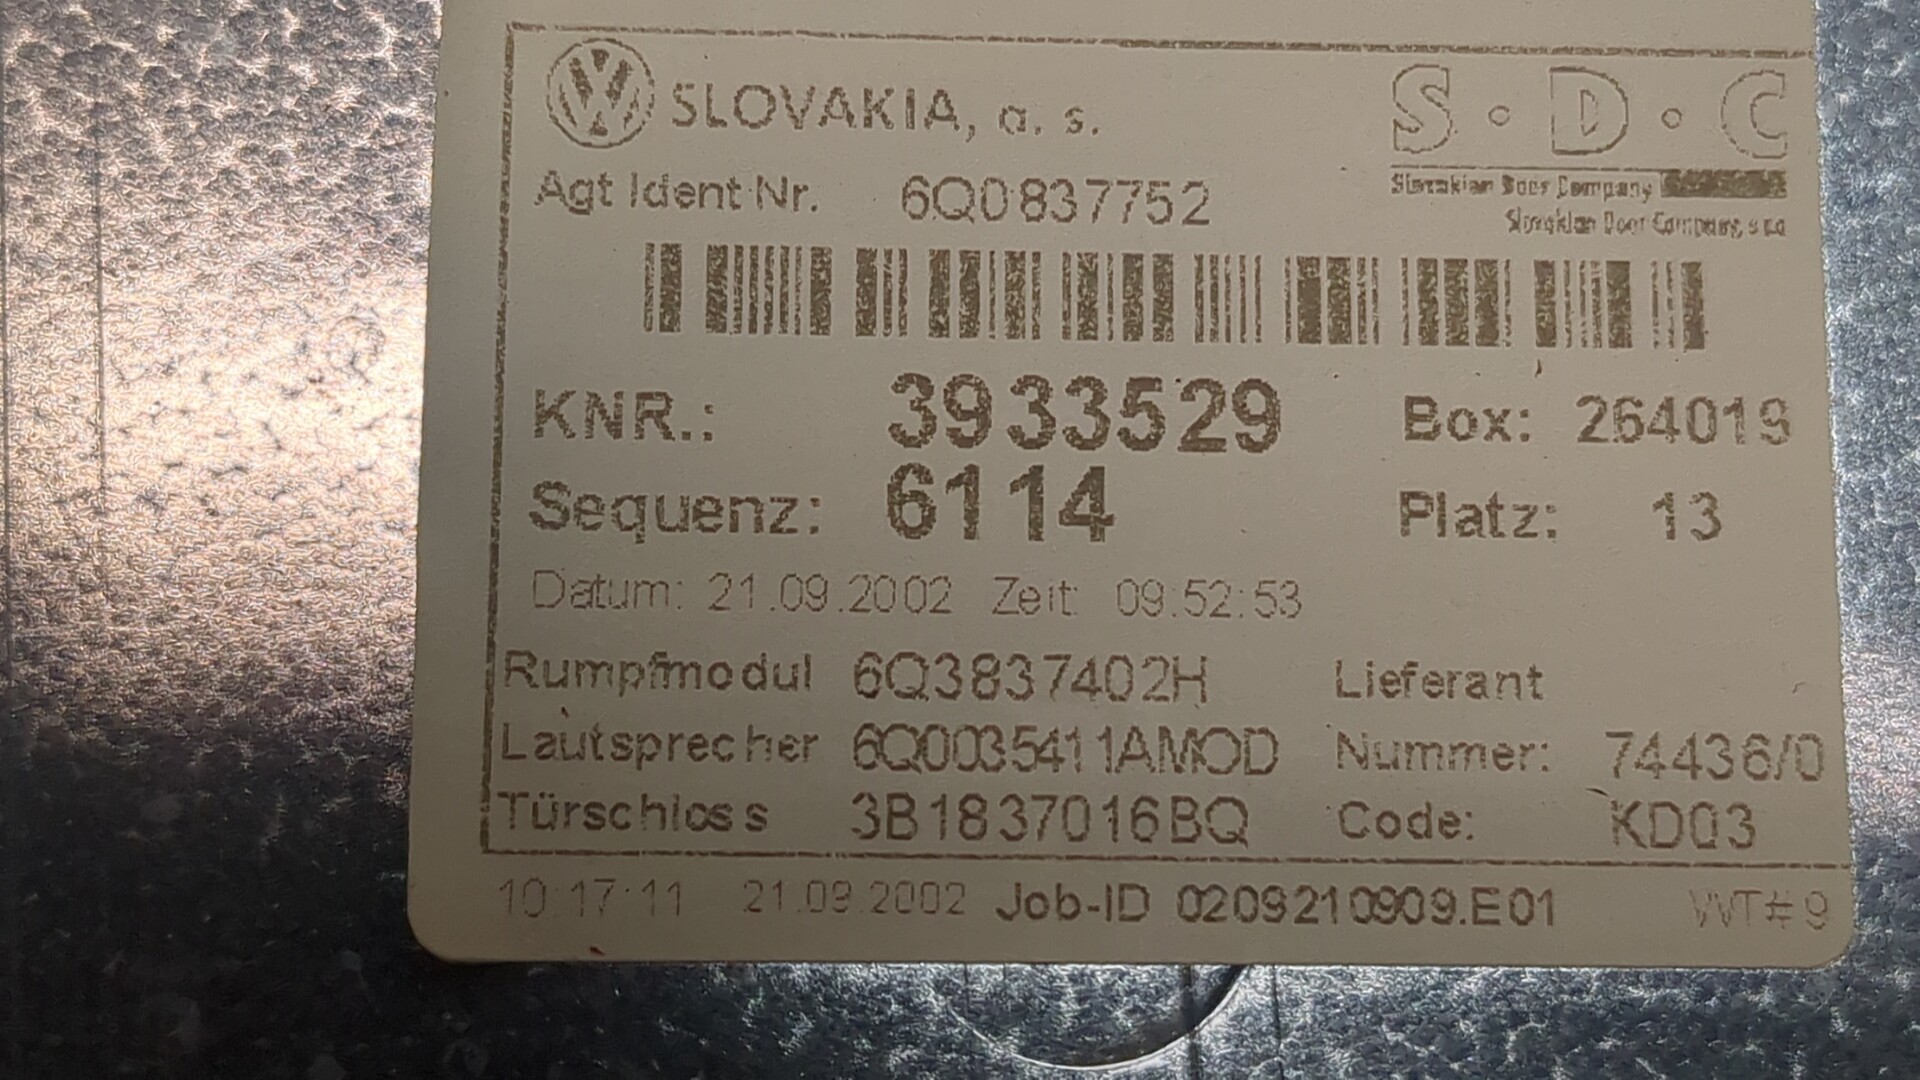 VW SLOVAKIA, a. s. S·D·C
Slovakian Door Company
Agt Ident Nr. 6Q0837752 Slovakian Door Company, s.r.o
KNR.: 3933529 Box: 264019
Sequenz: 6114 Platz: 13
Datum: 21.09.2002 Zeit: 09:52:53
Rumpfmodul 6Q3837402H Lieferant
Lautsprecher 6Q0035411AMOD Nummer: 74436/0
Türschloss 3B1837016BQ Code: KD03
10:17:11 21.09.2002 Job-ID 0209210909.E01 WT# 9